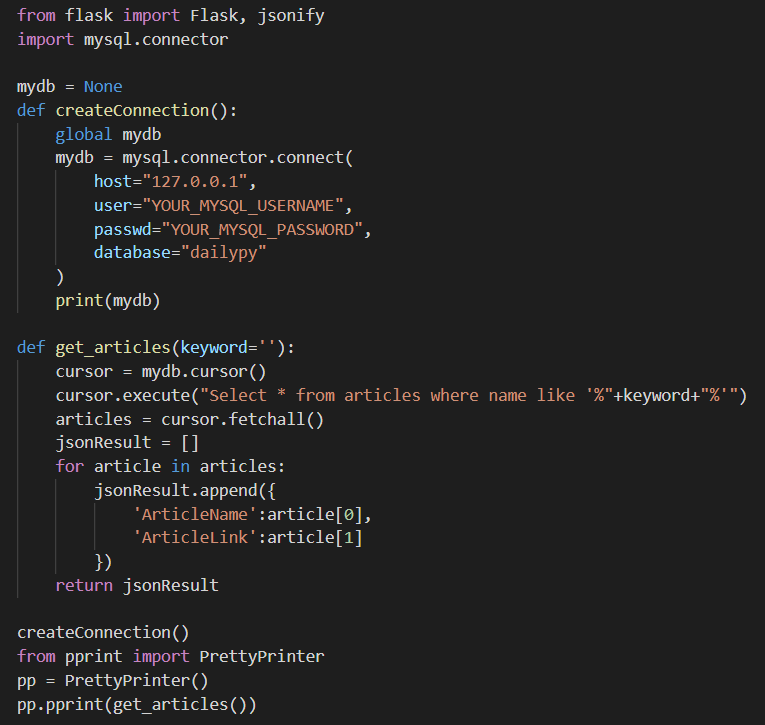 from flask import Flask, jsonify
import mysql.connector

mydb = None
def createConnection():
    global mydb
    mydb = mysql.connector.connect(
        host="127.0.0.1",
        user="YOUR_MYSQL_USERNAME",
        passwd="YOUR_MYSQL_PASSWORD",
        database="dailypy"
    )
    print(mydb)

def get_articles(keyword=''):
    cursor = mydb.cursor()
    cursor.execute("Select * from articles where name like '%"+keyword+"%'")
    articles = cursor.fetchall()
    jsonResult = []
    for article in articles:
        jsonResult.append({
            'ArticleName':article[0],
            'ArticleLink':article[1]
        })
    return jsonResult

createConnection()
from pprint import PrettyPrinter
pp = PrettyPrinter()
pp.pprint(get_articles())